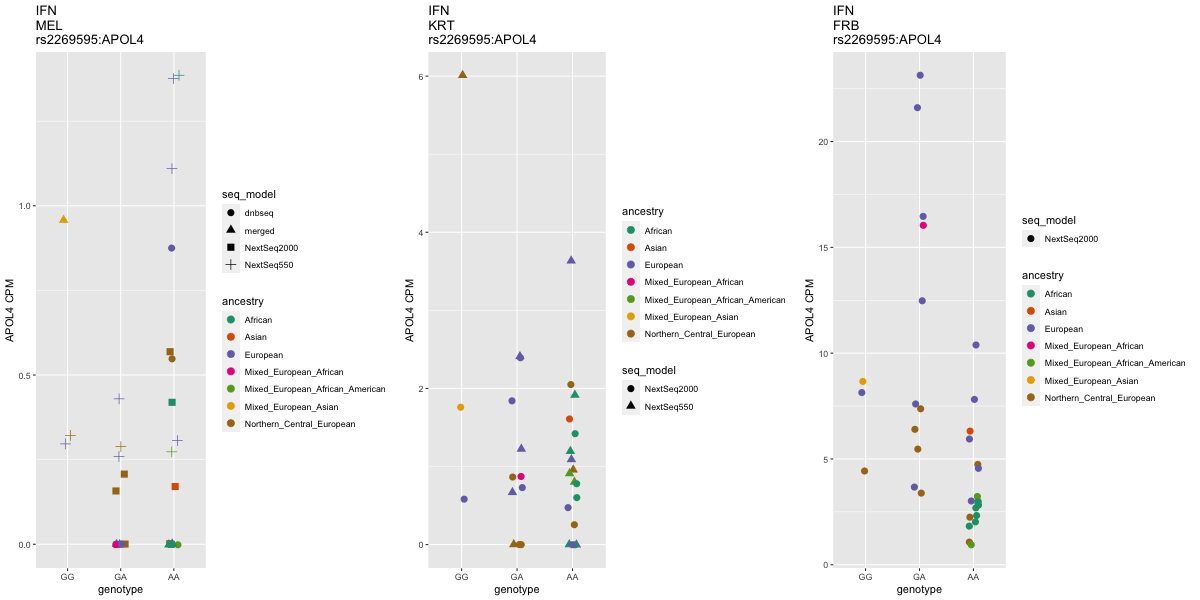 IFN
MEL
rs2269595:APOL4
APOL4 CPM
1.0
0.5
0.0
GG
GA
AA
genotype
seq_model
dnbseq
merged
NextSeq2000
NextSeq550
ancestry
African
Asian
European
Mixed_European_African
Mixed_European_African_American
Mixed_European_Asian
Northern_Central_European
IFN
KRT
rs2269595:APOL4
APOL4 CPM
6
4
2
0
GG
GA
AA
genotype
ancestry
African
Asian
European
Mixed_European_African
Mixed_European_African_American
Mixed_European_Asian
Northern_Central_European
seq_model
NextSeq2000
NextSeq550
IFN
FRB
rs2269595:APOL4
APOL4 CPM
20
15
10
5
0
GG
GA
AA
genotype
seq_model
NextSeq2000
ancestry
African
Asian
European
Mixed_European_African
Mixed_European_African_American
Mixed_European_Asian
Northern_Central_European